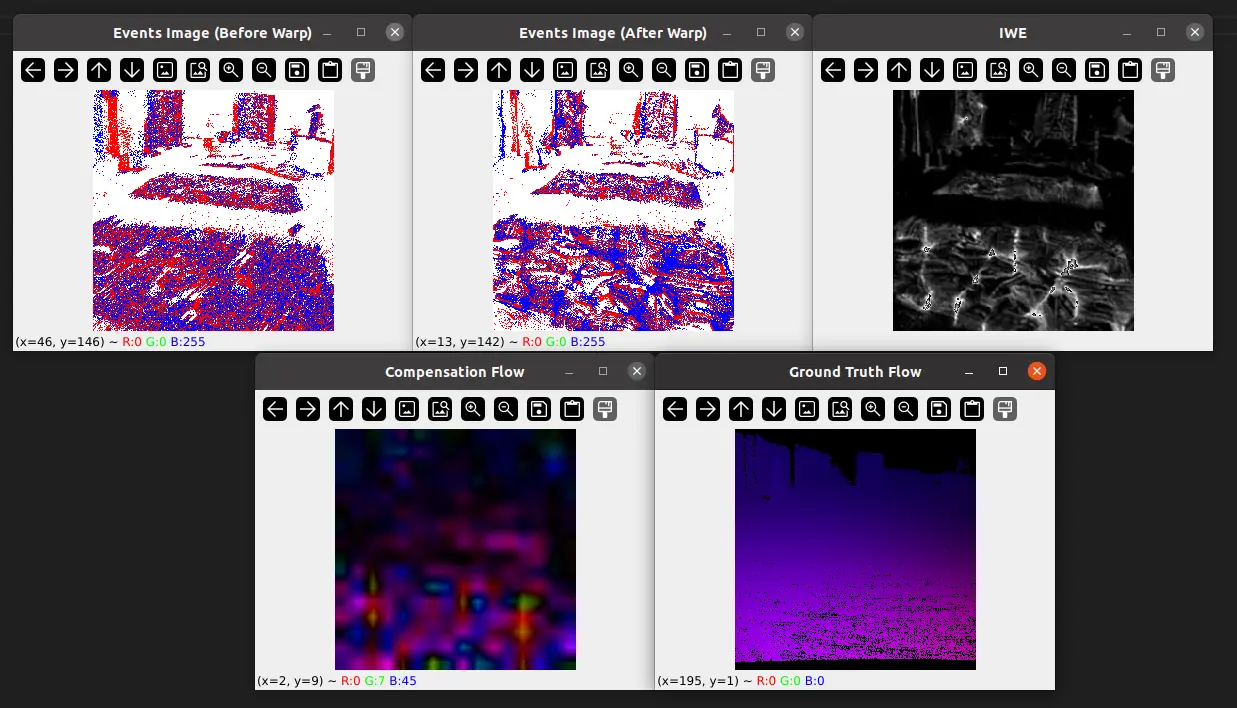 Events Image (Before Warp)
Events Image (After Warp)
IWE
(x=46, y=146) ~ R:0 G:0 B:255
(x=13, y=142) ~ R:0 G:0 B:255
Compensation Flow
Ground Truth Flow
(x=2, y=9) ~ R:0 G:7 B:45
(x=195, y=1) ~ R:0 G:0 B:0